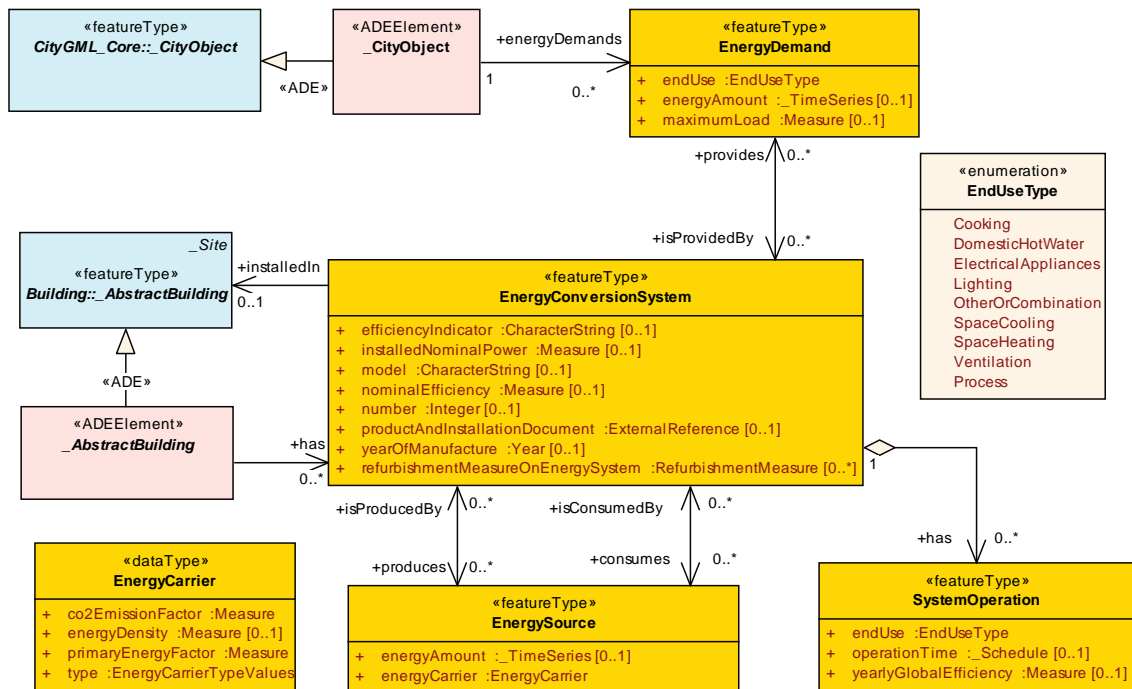 «featureType»
CityGML_Core::_CityObject
«ADE»
«ADEElement»
_CityObject
+energyDemands
1
0..*
«featureType»
EnergyDemand
+ endUse :EndUseType
+ energyAmount :_TimeSeries [0..1]
+ maximumLoad :Measure [0..1]
+provides
0..*
+isProvidedBy
0..*
«enumeration»
EndUseType
Cooking
DomesticHotWater
ElectricalAppliances
Lighting
OtherOrCombination
SpaceCooling
SpaceHeating
Ventilation
Process
_Site
«featureType»
Building::_AbstractBuilding
+installedIn
0..1
«ADE»
«ADEElement»
_AbstractBuilding
+has
0..*
«featureType»
EnergyConversionSystem
+ efficiencyIndicator :CharacterString [0..1]
+ installedNominalPower :Measure [0..1]
+ model :CharacterString [0..1]
+ nominalEfficiency :Measure [0..1]
+ number :Integer [0..1]
+ productAndInstallationDocument :ExternalReference [0..1]
+ yearOfManufacture :Year [0..1]
+ refurbishmentMeasureOnEnergySystem :RefurbishmentMeasure [0..*]
1
+isProducedBy
0..*
+isConsumedBy
0..*
+produces
0..*
+consumes
0..*
+has
0..*
«dataType»
EnergyCarrier
+ co2EmissionFactor :Measure
+ energyDensity :Measure [0..1]
+ primaryEnergyFactor :Measure
+ type :EnergyCarrierTypeValues
«featureType»
EnergySource
+ energyAmount :_TimeSeries [0..1]
+ energyCarrier :EnergyCarrier
«featureType»
SystemOperation
+ endUse :EndUseType
+ operationTime :_Schedule [0..1]
+ yearlyGlobalEfficiency :Measure [0..1]